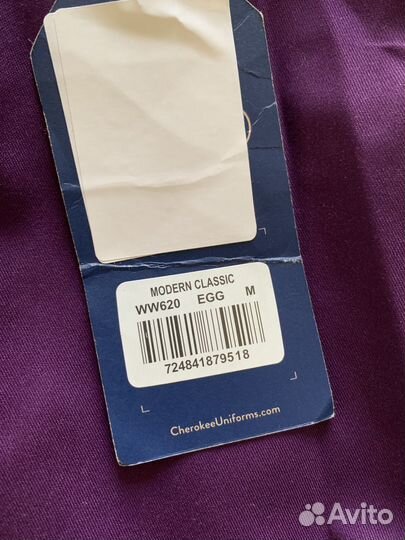 MODERN CLASSIC
WW620 EGG M
724841879518
CherokeeUniforms.com
Avito